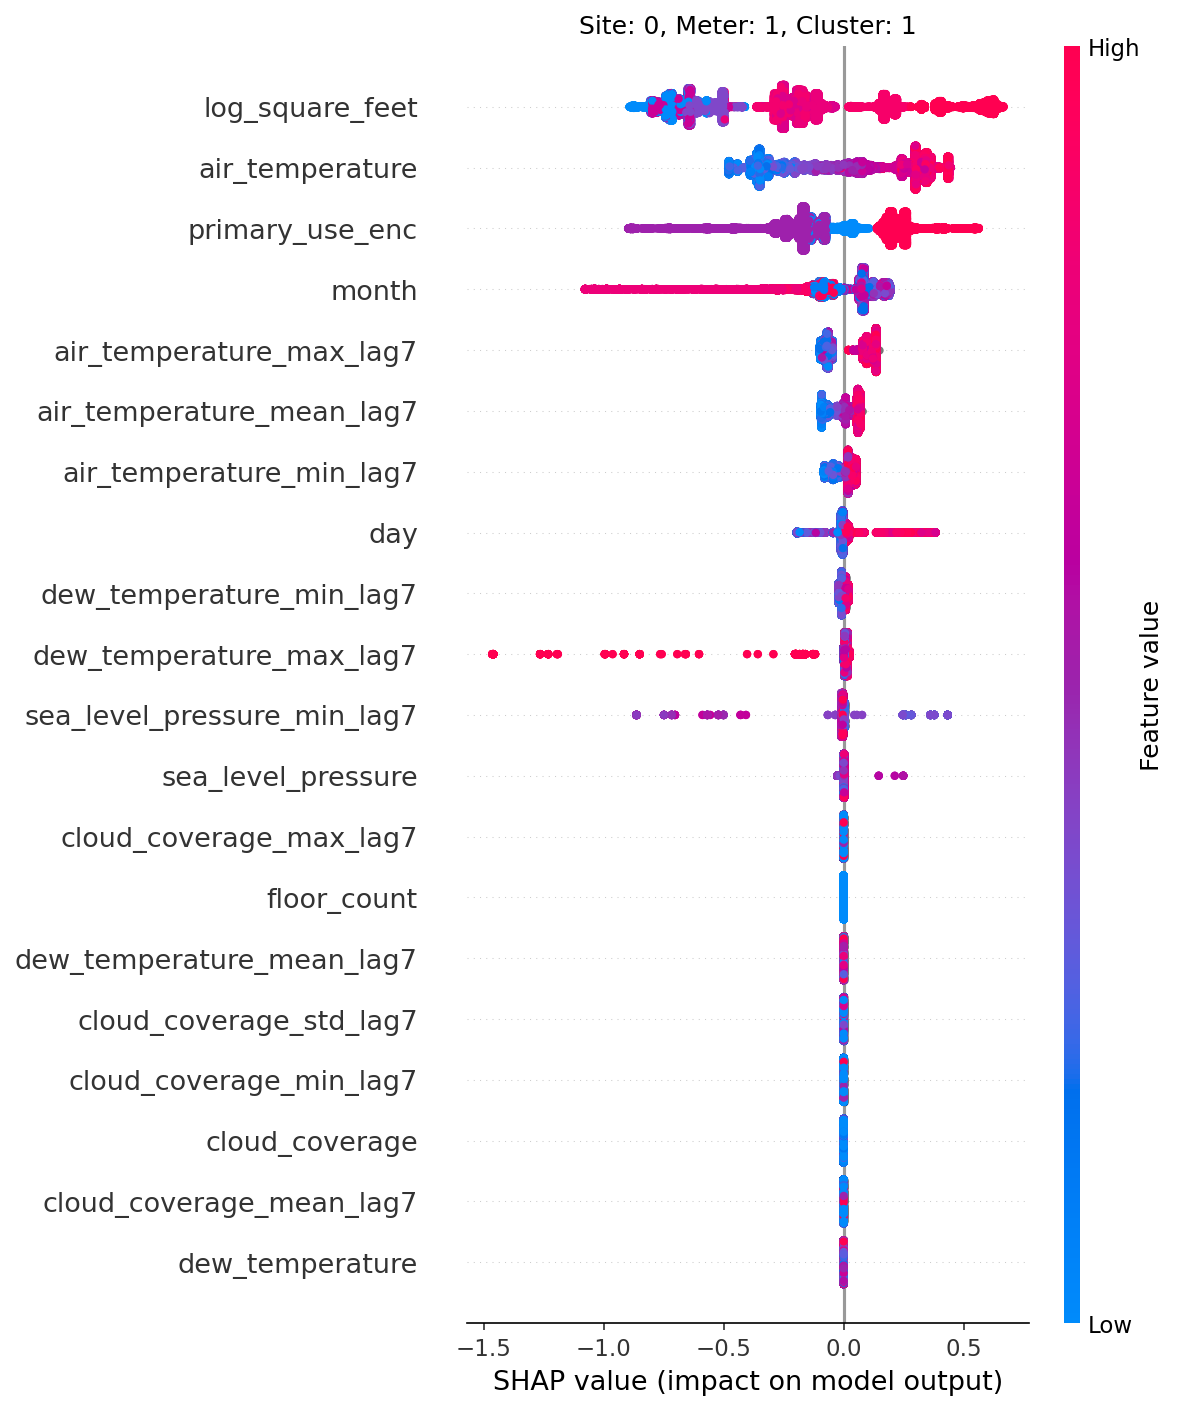 Site: 0, Meter: 1, Cluster: 1
High
log_square_feet
air_temperature
primary_use_enc
month
air_temperature_max_lag7
air_temperature_mean_lag7
air_temperature_min_lag7
day
dew_temperature_min_lag7
dew_temperature_max_lag7
sea_level_pressure_min_lag7
sea_level_pressure
cloud_coverage_max_lag7
floor_count
dew_temperature_mean_lag7
cloud_coverage_std_lag7
cloud_coverage_min_lag7
cloud_coverage
cloud_coverage_mean_lag7
dew_temperature
Feature value
Low
−1.5 −1.0 −0.5 0.0 0.5
SHAP value (impact on model output)